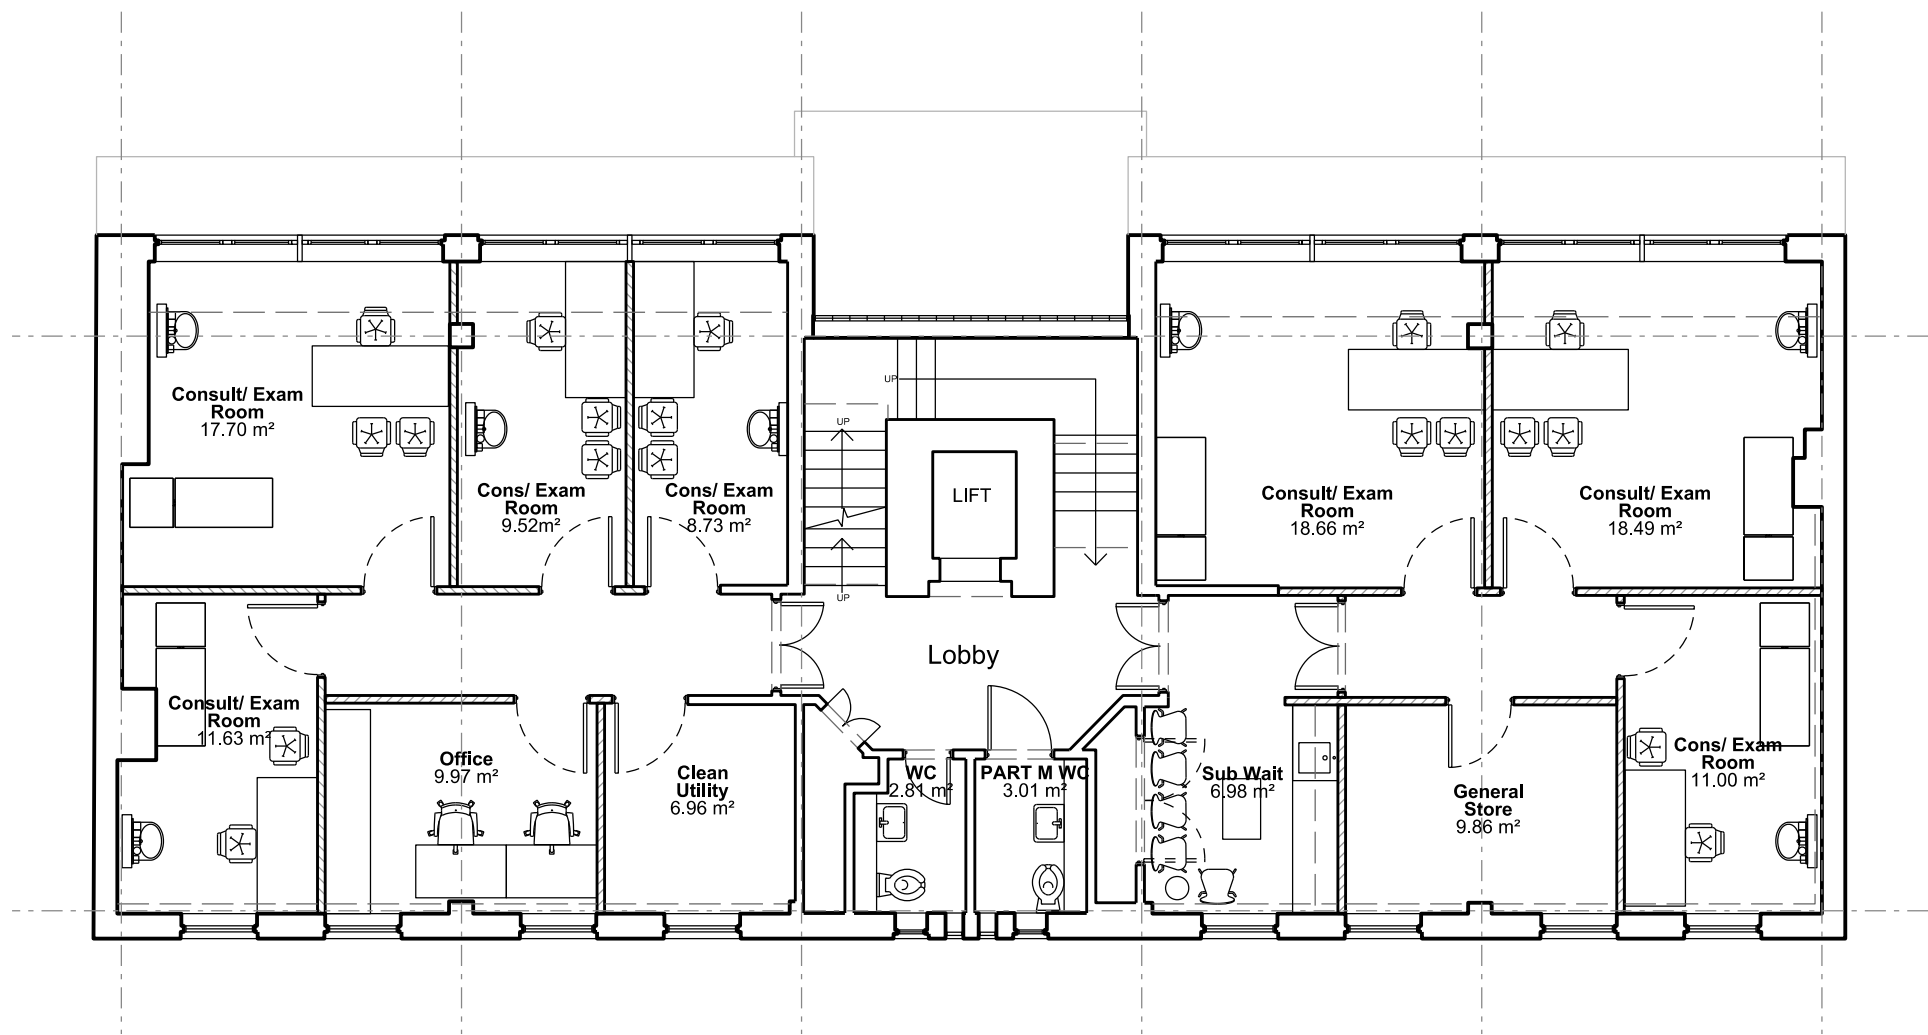 UP
Consult/ Exam
Room
17.70 m²
UP
Cons/ Exam
Room
9.52m²
Cons/ Exam
Room
8.73 m²
LIFT
Consult/ Exam
Room
18.66 m²
Consult/ Exam
Room
18.49 m²
UP
Lobby
Consult/ Exam
Room
11.63 m²
Office
9.97 m²
Clean
Utility
6.96 m²
WC
2.81 m²
PART M WC
3.01 m²
Sub Wait
6.98 m²
General
Store
9.86 m²
Cons/ Exam
Room
11.00 m²